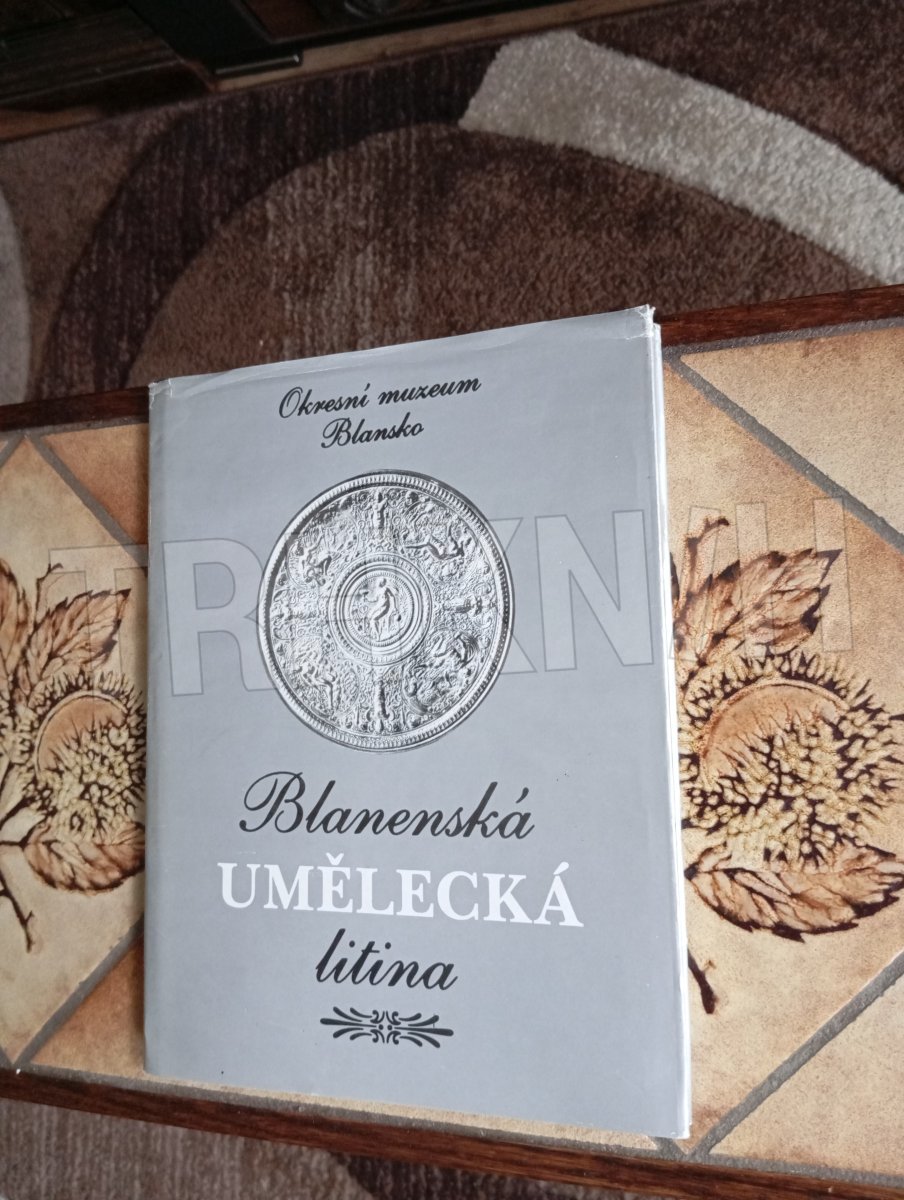 Okresní muzeum
Blansko
Blanenská
UMĚLECKÁ
litina